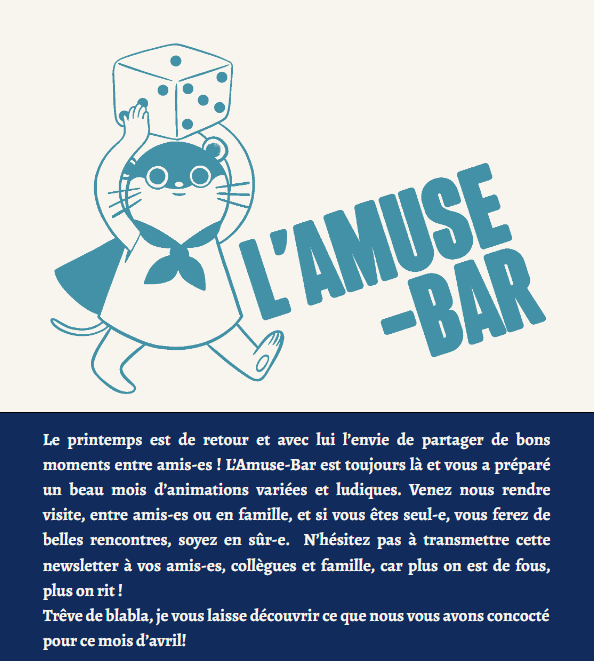 L'AMUSE
-BAR
Le printemps est de retour et avec lui l'envie de partager de bons
moments entre amis-es ! L'Amuse-Bar est toujours là et vous a préparé
un beau mois d'animations variées et ludiques. Venez nous rendre
visite, entre amis-es ou en famille, et si vous êtes seul-e, vous ferez de
belles rencontres, soyez en sûr-e.  N'hésitez pas à transmettre cette
newsletter à vos amis-es, collègues et famille, car plus on est de fous,
plus on rit !
Trêve de blabla, je vous laisse découvrir ce que nous vous avons concocté
pour ce mois d'avril!